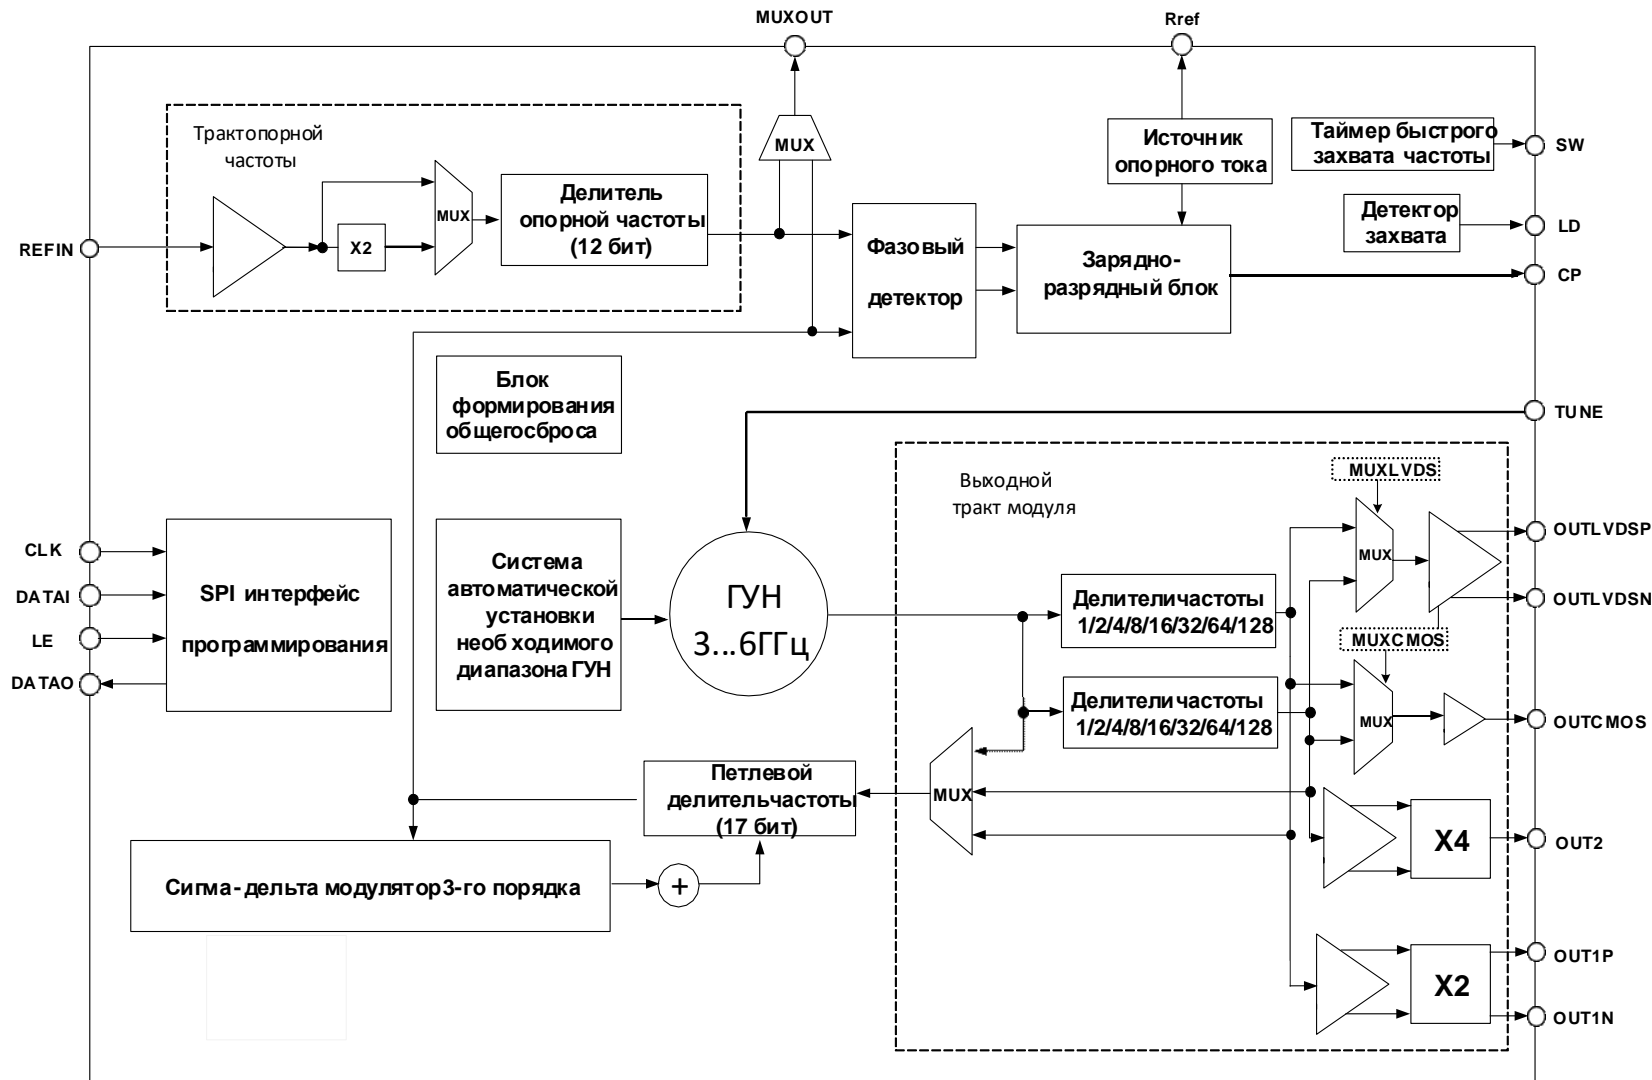 MUXOUT
Rref
Трактопорной
частоты
MUX
Источник
опорного тока
Таймер быстрого
захвата частоты
SW
Делитель
опорной частоты
(12 бит)
MUX
X2
REFIN
Фазовый
детектор
Зарядно-
разрядный блок
Детектор
захвата
LD
CP
Блок
формирования
общегосброса
TUNE
Выходной
тракт модуля
MUXLVDS
CLK
DATAI
LE
DATAO
SPI интерфейс
программирования
Система
автоматической
установки
необ ходимого
диапазона ГУН
ГУН
3...6ГГц
Делителичастоты
1/2/4/8/16/32/64/128
MUX
OUTLVDSP
OUTLVDSN
MUXCMOS
Делителичастоты
1/2/4/8/16/32/64/128
MUX
OUTCMOS
Петлевой
делительчастоты
(17 бит)
MUX
X4
OUT2
Сигма-дельта модулятор3-го порядка
+
X2
OUT1P
OUT1N